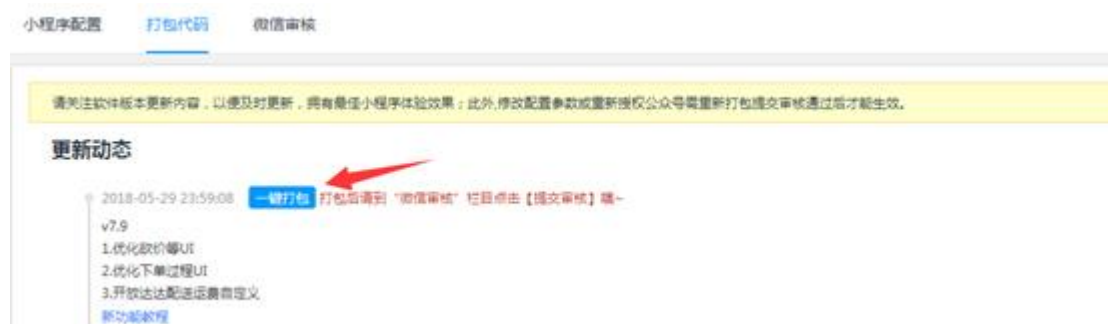 小程序配置 打包代码 微信审核
请关注软件版本更新内容，以便及时更新，拥有最佳小程序体验效果；此外,修改配置参数或重新授权公众号需重新打包提交审核通过后才能生效。
更新动态
2018-05-29 23:59:08 一键打包 打包后请到“微信审核”栏目点击【提交审核】哦~
v7.9
1.优化砍价等UI
2.优化下单过程UI
3.开放达达配送运费自定义
新功能教程